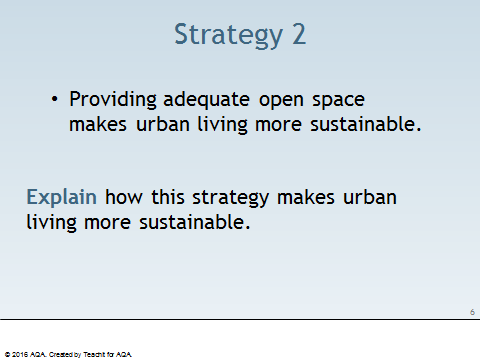 Strategy 2
• Providing adequate open space
makes urban living more sustainable.
Explain how this strategy makes urban
living more sustainable.
6
© 2016 AQA. Created by Teachit for AQA.